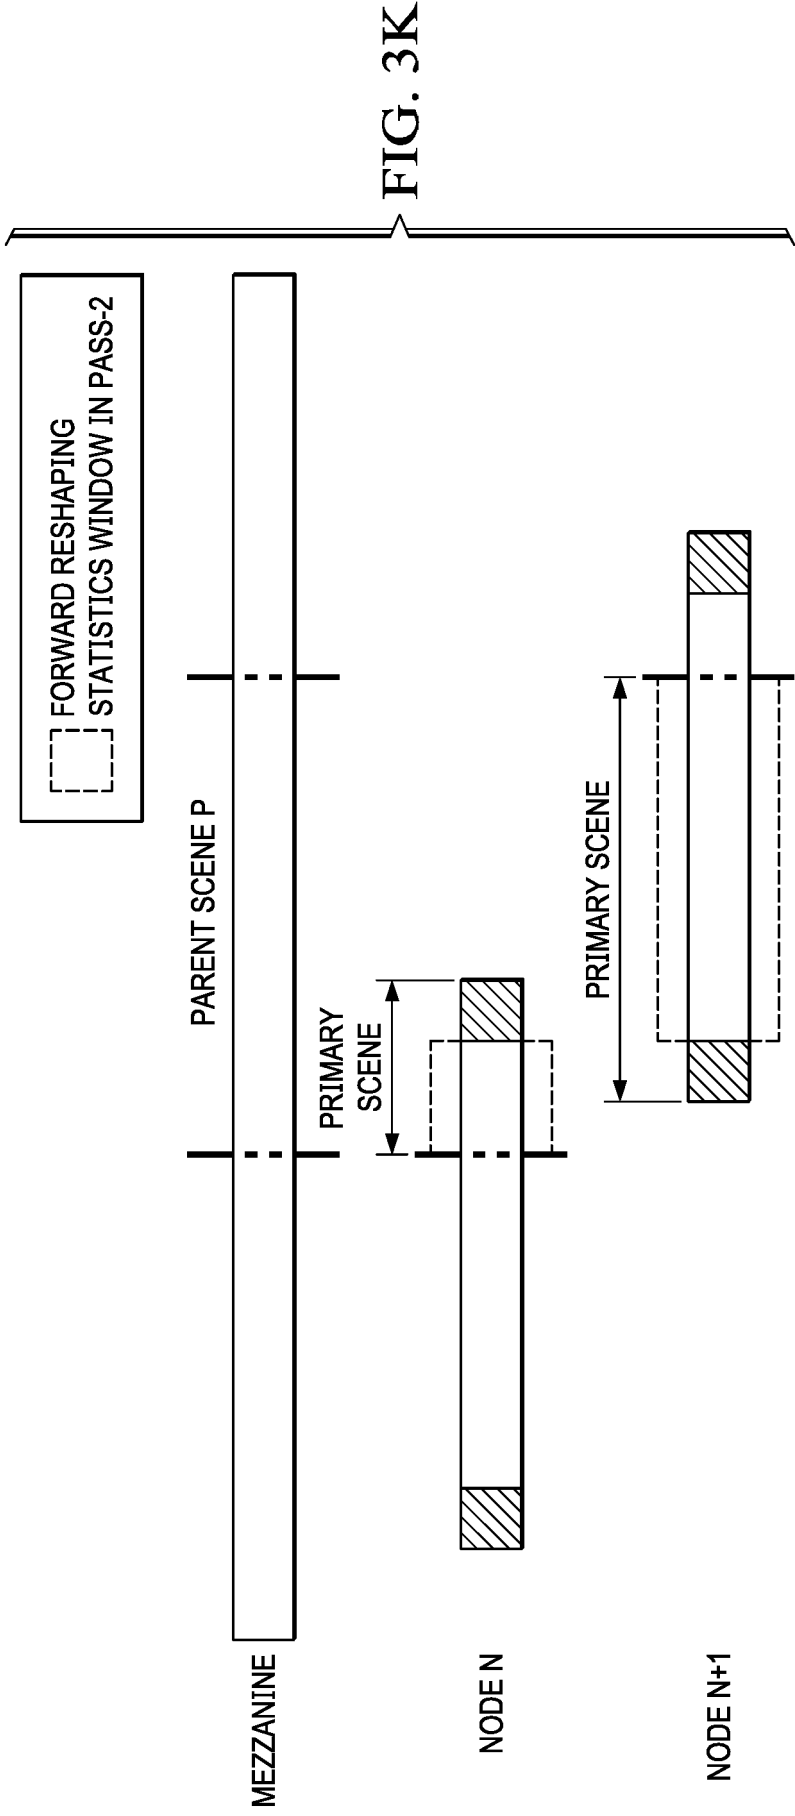 FORWARD RESHAPING
STATISTICS WINDOW IN PASS-2
PARENT SCENE P
MEZZANINE
PRIMARY
SCENE
NODE N
PRIMARY SCENE
NODE N+1
FIG. 3K